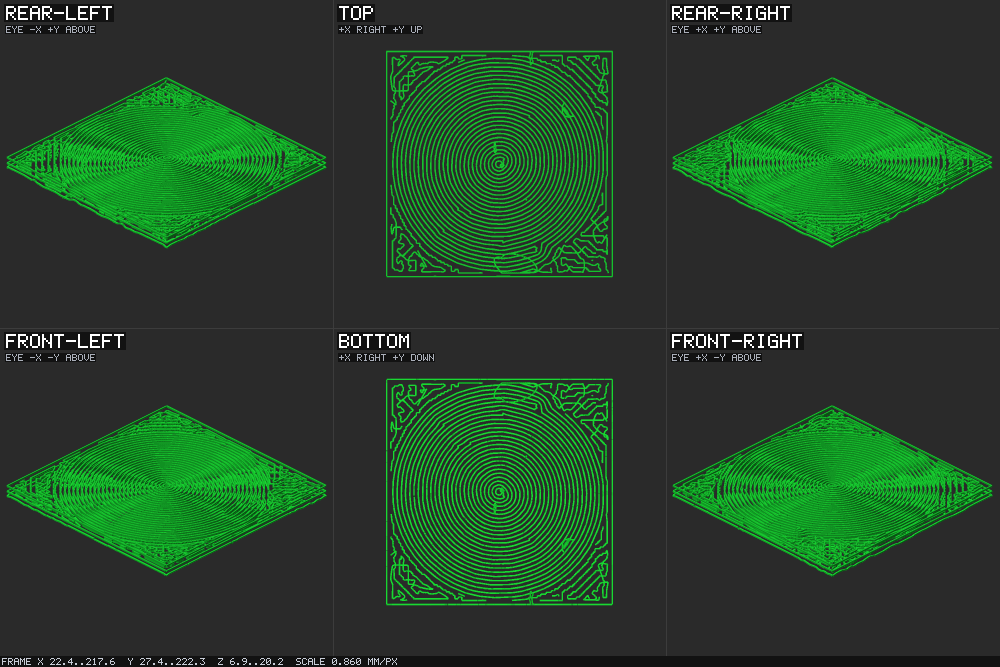 REAR-LEFT
EYE -X +Y ABOVE
TOP
+X RIGHT +Y UP
REAR-RIGHT
EYE +X +Y ABOVE
FRONT-LEFT
EYE -X -Y ABOVE
BOTTOM
+X RIGHT +Y DOWN
FRONT-RIGHT
EYE +X -Y ABOVE
FRAME X 22.4..217.6 Y 27.4..222.3 Z 6.9..20.2 SCALE 0.860 MM/PX